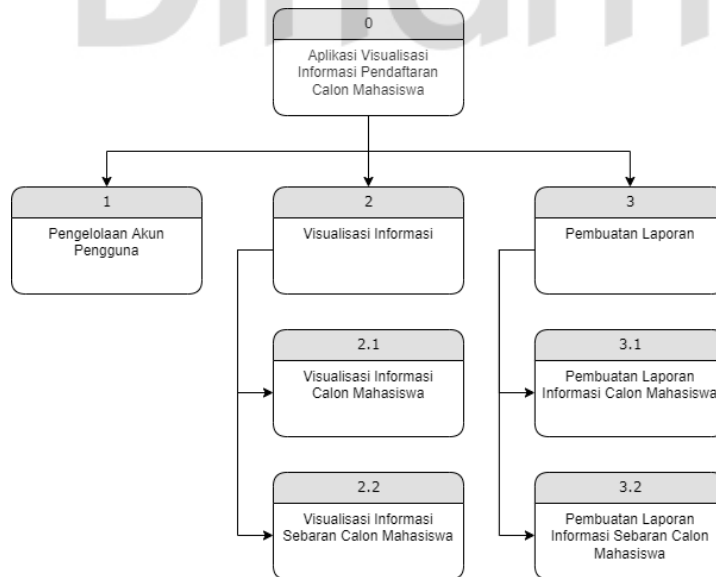 0
Aplikasi Visualisasi
Informasi Pendaftaran
Calon Mahasiswa
1
Pengelolaan Akun
Pengguna
2
Visualisasi Informasi
3
Pembuatan Laporan
2.1
Visualisasi Informasi
Calon Mahasiswa
3.1
Pembuatan Laporan
Informasi Calon Mahasiswa
2.2
Visualisasi Informasi
Sebaran Calon Mahasiswa
3.2
Pembuatan Laporan
Informasi Sebaran Calon
Mahasiswa